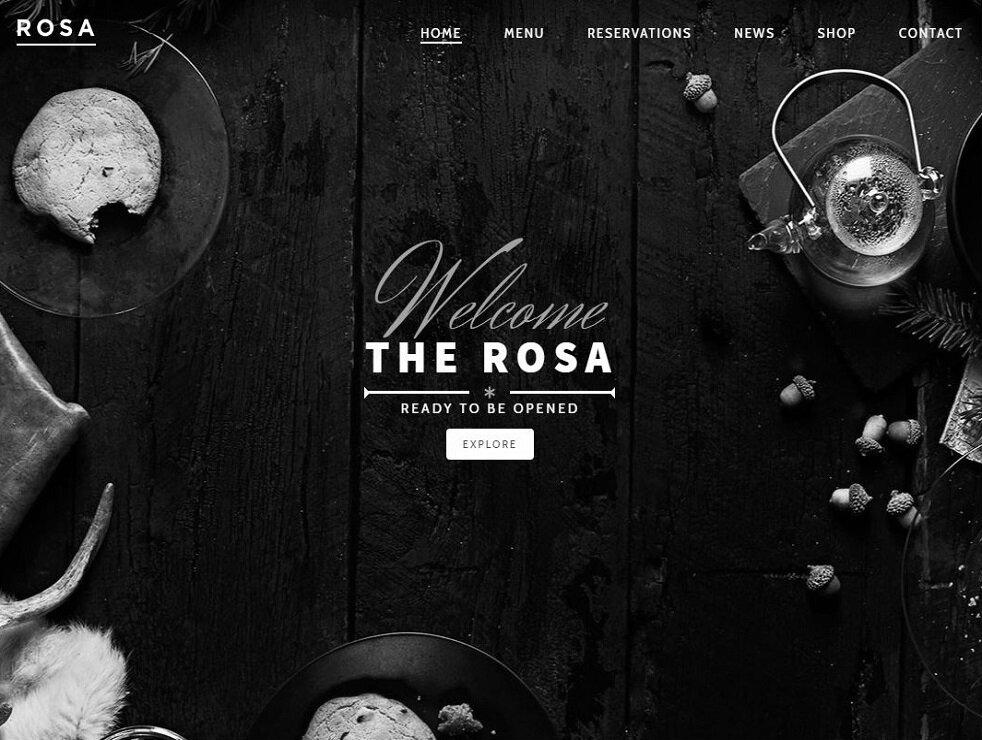 ROSA
HOME MENU RESERVATIONS NEWS SHOP CONTACT
Welcome
THE ROSA
READY TO BE OPENED
EXPLORE